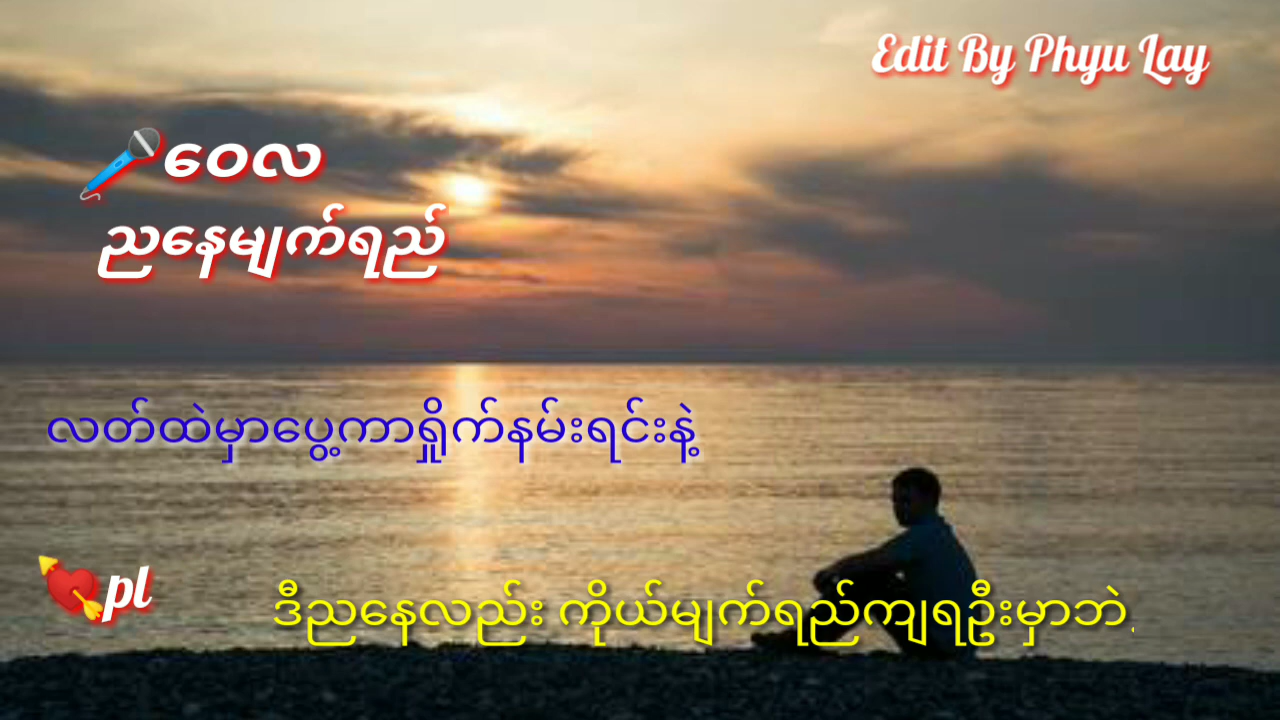 Edit By Phyu Lay
ဝေလ
ညနေမျက်ရည်
လတ်ထဲမှာပွေ့ကာရှိုက်နမ်းရင်းနဲ့
pl
ဒီညနေလည်း ကိုယ်မျက်ရည်ကျရဦးမှာဘဲ.